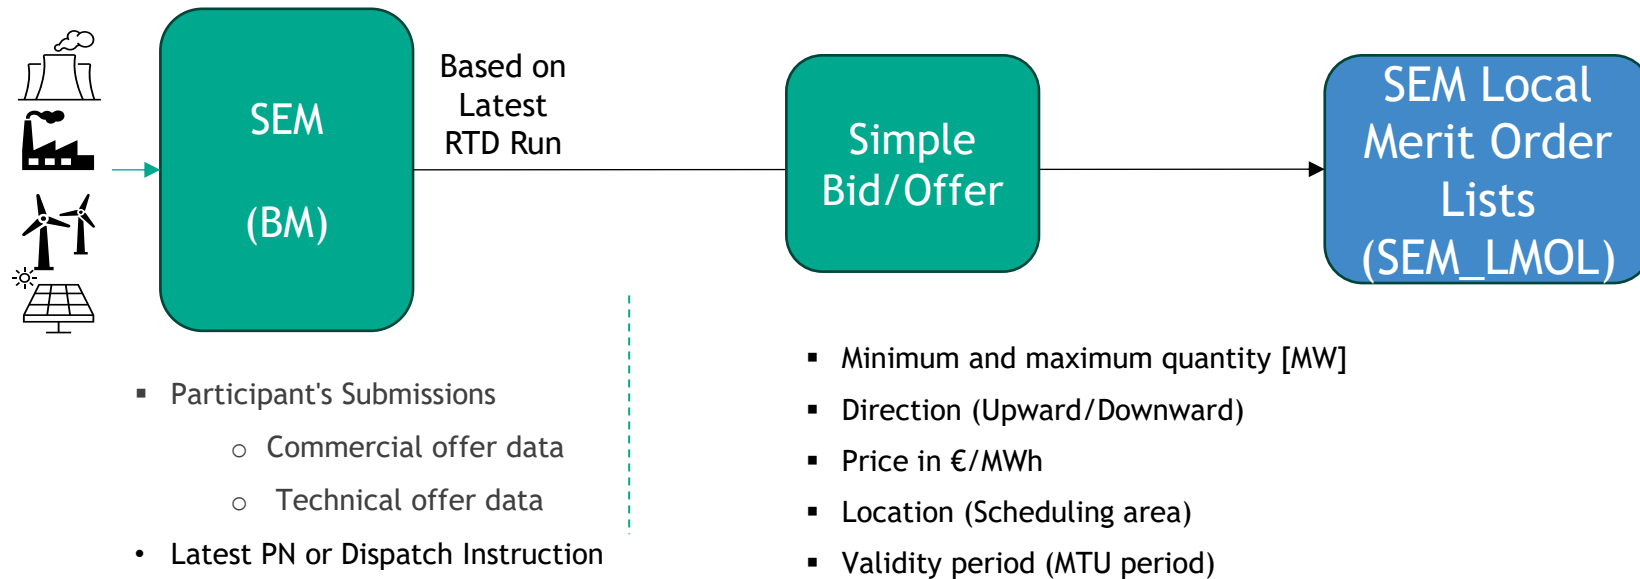 SEM
(BM)
Based on
Latest
RTD Run
Simple
Bid/Offer
SEM Local
Merit Order
Lists
(SEM_LMOL)
▪ Participant's Submissions
o Commercial offer data
o Technical offer data
• Latest PN or Dispatch Instruction
▪ Minimum and maximum quantity [MW]
▪ Direction (Upward/Downward)
▪ Price in €/MWh
▪ Location (Scheduling area)
▪ Validity period (MTU period)